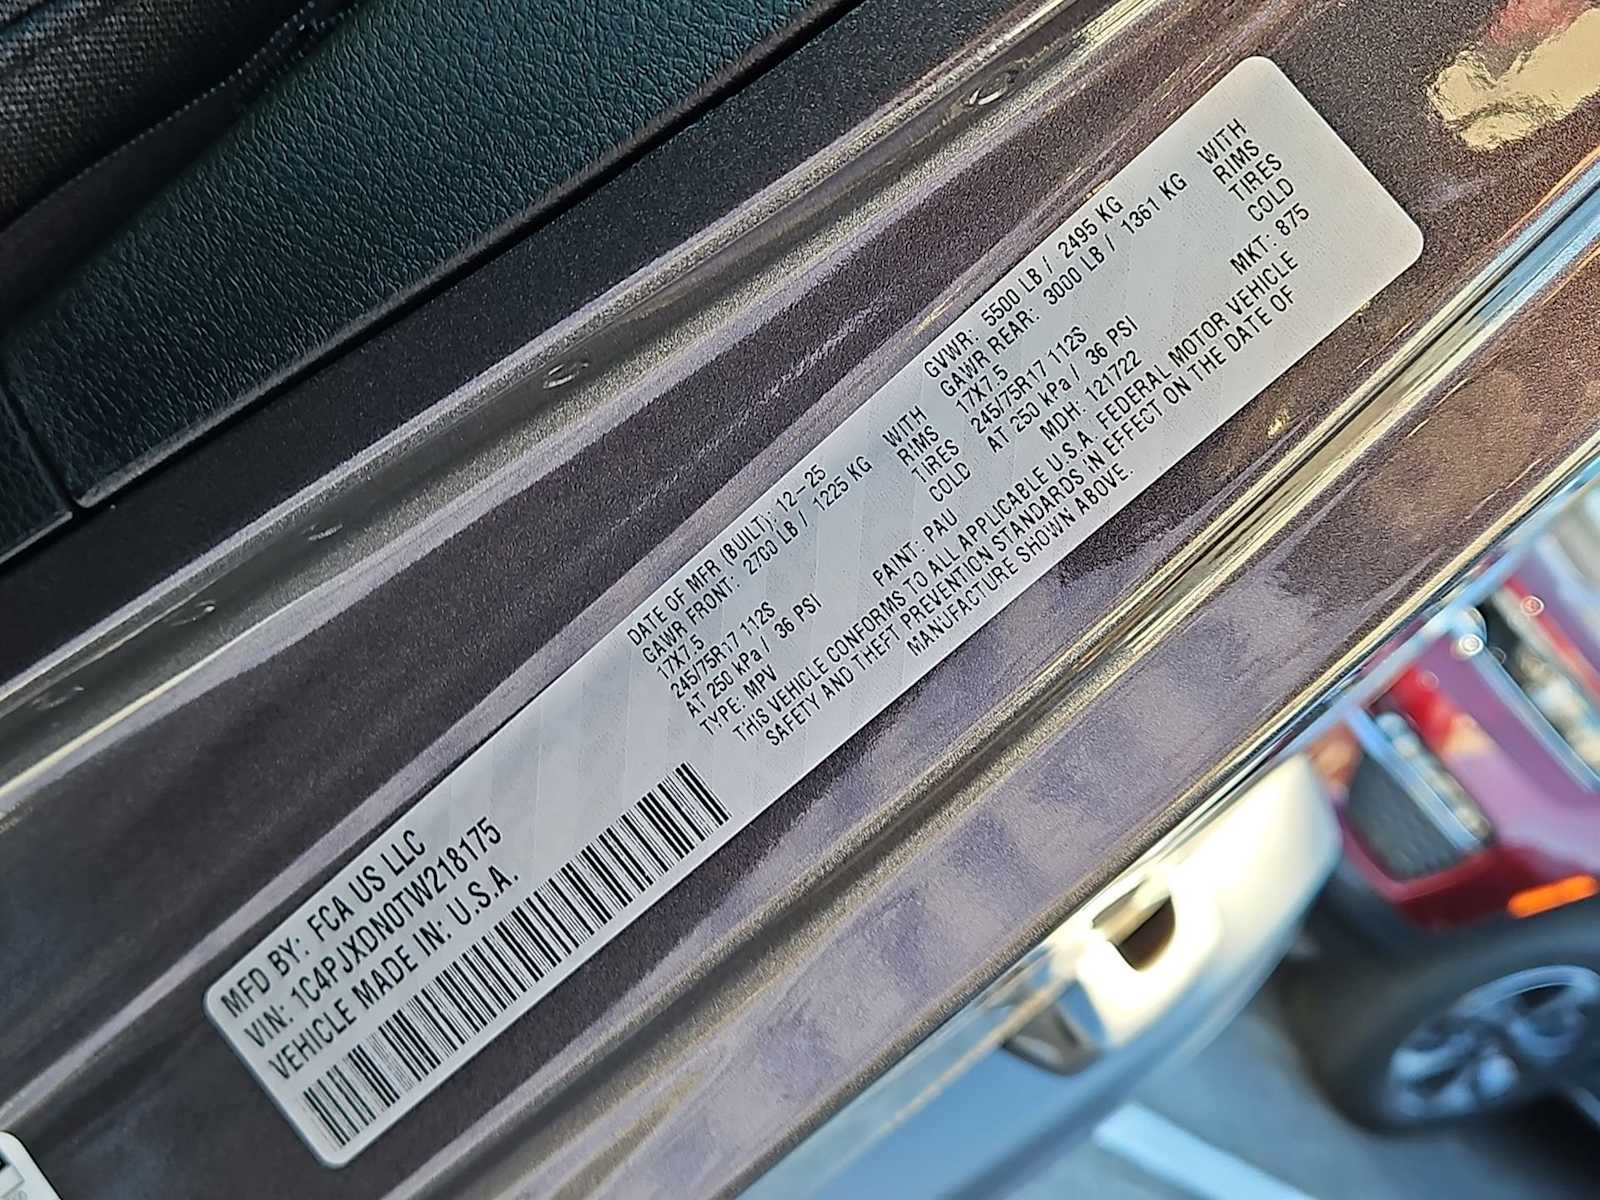 MFD BY: FCA US LLC
VIN: 1C4PJXDN0TW218175
VEHICLE MADE IN: U.S.A.
DATE OF MFR (BUILT): 12-25
GAWR FRONT: 2700 LB / 1225 KG WITH
17X7.5 RIMS
245/75R17 112S TIRES
AT 250 kPa / 36 PSI COLD
TYPE: MPV PAINT: PAU
GVWR: 5500 LB / 2495 KG
GAWR REAR: 3000 LB / 1361 KG WITH
17X7.5 RIMS
245/75R17 112S TIRES
AT 250 kPa / 36 PSI COLD
MDH: 121722 MKT: 875
THIS VEHICLE CONFORMS TO ALL APPLICABLE U.S.A. FEDERAL MOTOR VEHICLE
SAFETY AND THEFT PREVENTION STANDARDS IN EFFECT ON THE DATE OF
MANUFACTURE SHOWN ABOVE.